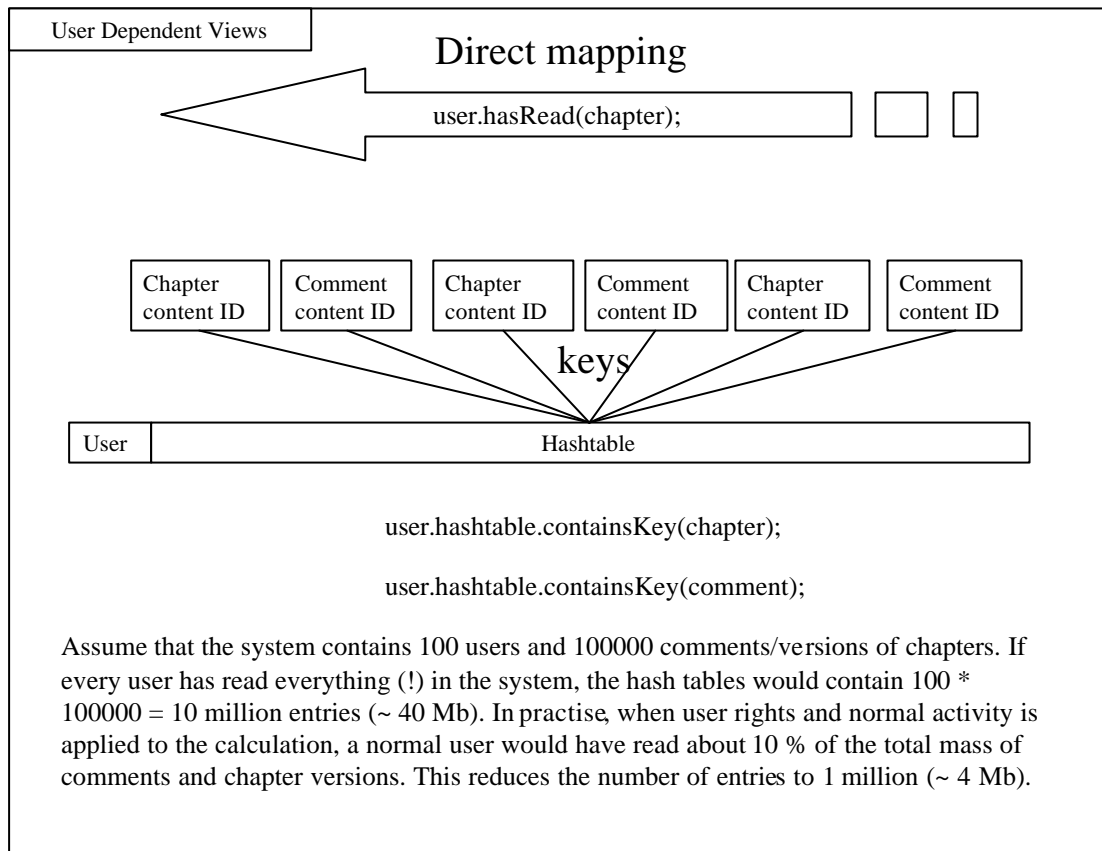 User Dependent Views
Direct mapping
user.hasRead(chapter);
Chapter
content ID
Comment
content ID
Chapter
content ID
Comment
content ID
Chapter
content ID
Comment
content ID
keys
User
Hashtable
user.hashtable.containsKey(chapter);
user.hashtable.containsKey(comment);
Assume that the system contains 100 users and 100000 comments/versions of chapters. If
every user has read everything (!) in the system, the hash tables would contain 100 *
100000 = 10 million entries (~ 40 Mb). In practise, when user rights and normal activity is
applied to the calculation, a normal user would have read about 10 % of the total mass of
comments and chapter versions. This reduces the number of entries to 1 million (~ 4 Mb).